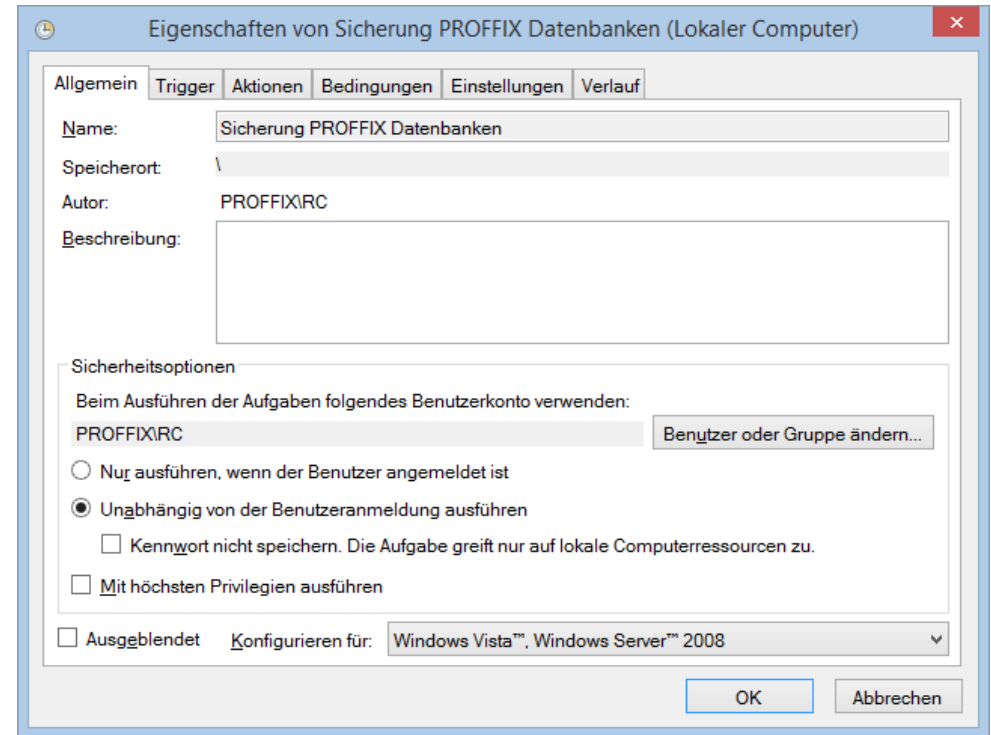 Eigenschaften von Sicherung PROFFIX Datenbanken (Lokaler Computer)
Allgemein Trigger Aktionen Bedingungen Einstellungen Verlauf
Name: Sicherung PROFFIX Datenbanken
Speicherort: \
Autor: PROFFIX\RC
Beschreibung:
Sicherheitsoptionen
Beim Ausführen der Aufgaben folgendes Benutzerkonto verwenden:
PROFFIX\RC Benutzer oder Gruppe ändern...
Nur ausführen, wenn der Benutzer angemeldet ist
Unabhängig von der Benutzeranmeldung ausführen
Kennwort nicht speichern. Die Aufgabe greift nur auf lokale Computerressourcen zu.
Mit höchsten Privilegien ausführen
Ausgeblendet Konfigurieren für: Windows Vista™, Windows Server™ 2008
OK Abbrechen